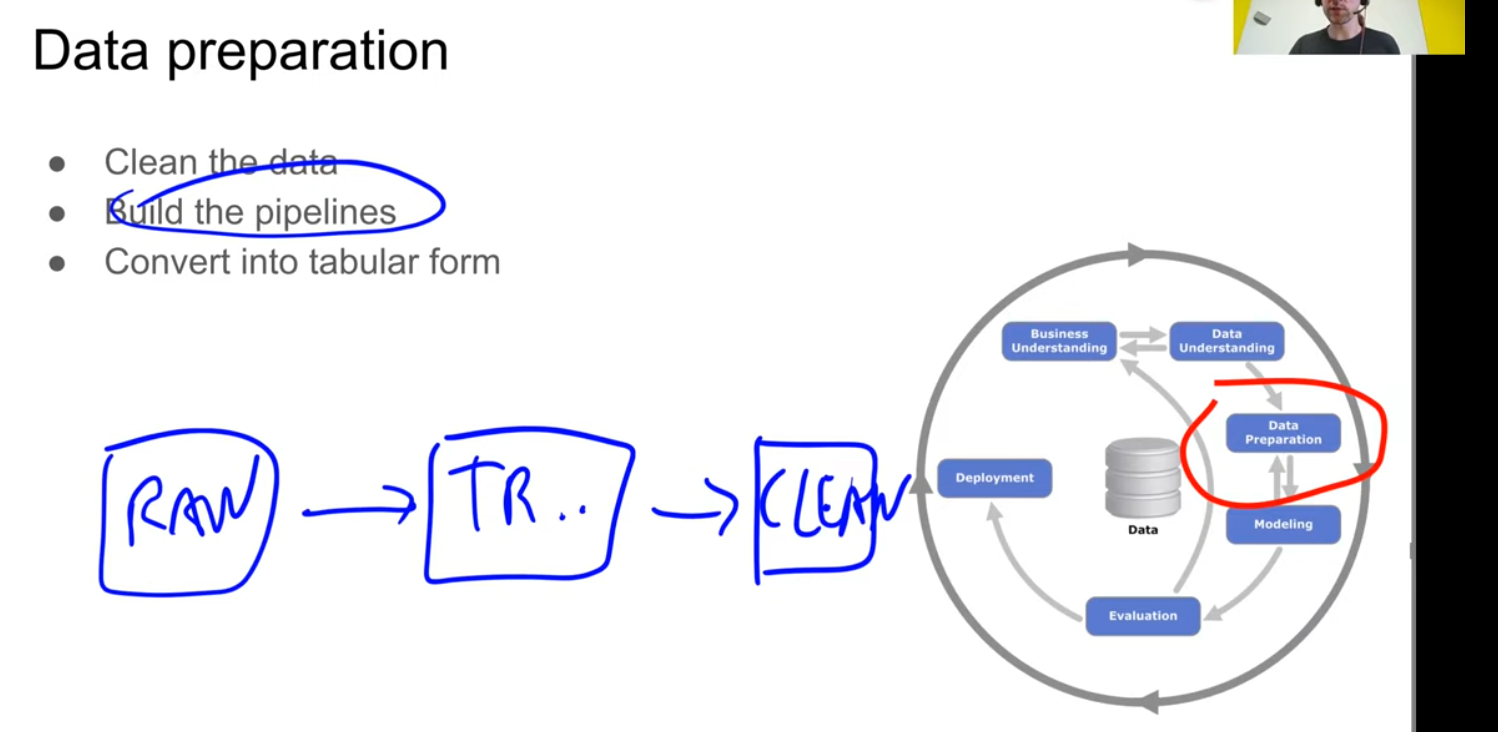 Data preparation
● Clean the data
● Build the pipelines
● Convert into tabular form
RAW
TR..
CLEAN
Business
Understanding
Data
Understanding
Data
Preparation
Deployment
Data
Modeling
Evaluation